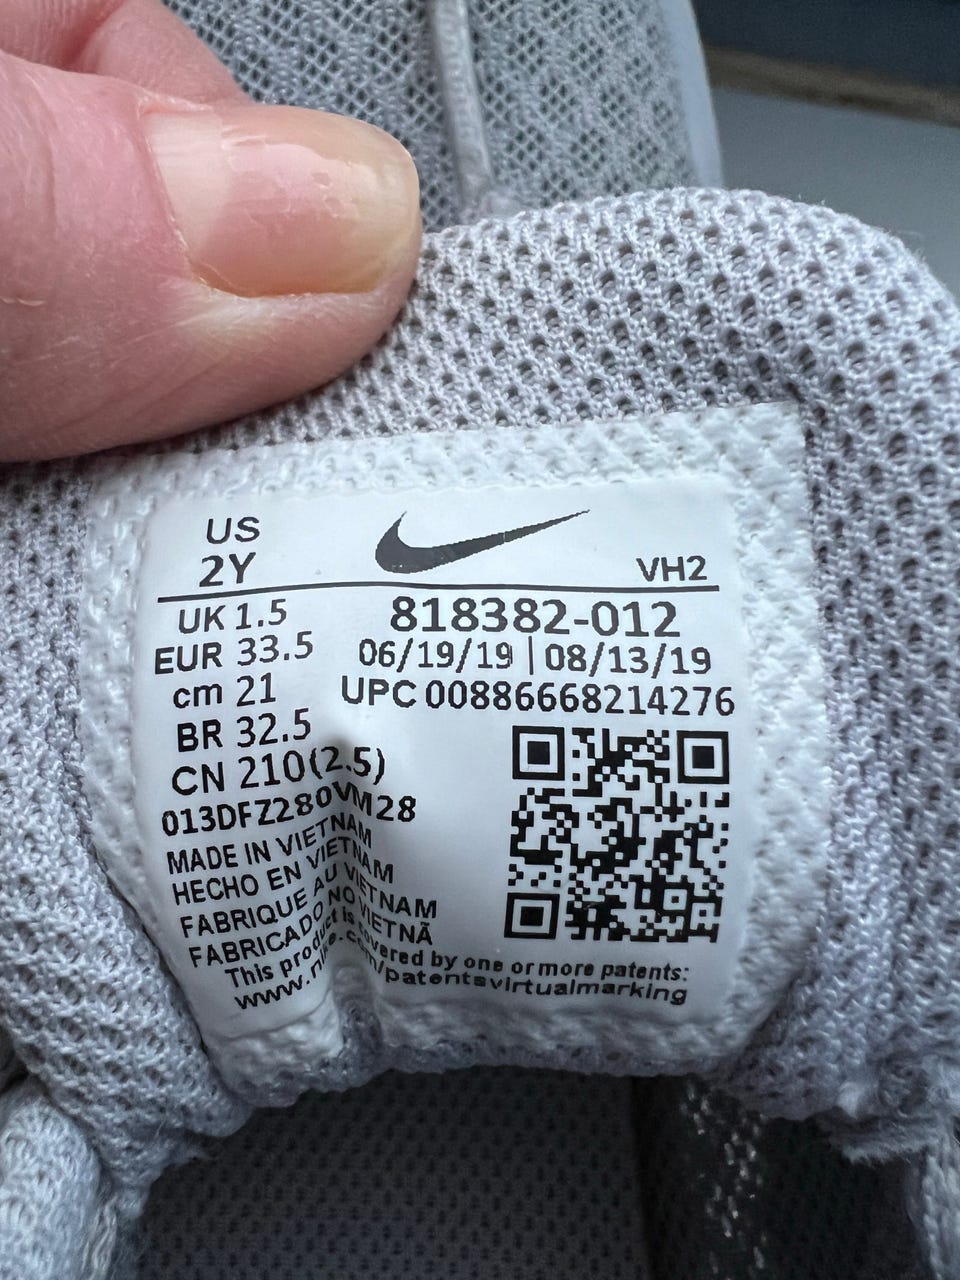 US
2Y
VH2
UK 1.5
EUR 33.5
cm 21
BR 32.5
CN 210(2.5)
818382-012
06/19/19 | 08/13/19
UPC 00886668214276
013DFZ280VM28
MADE IN VIETNAM
HECHO EN VIETNAM
FABRIQUE AU VIETNAM
FABRICADO NO VIETNÃ
This product is covered by one or more patents:
www.nike.com/patentsvirtualmarking